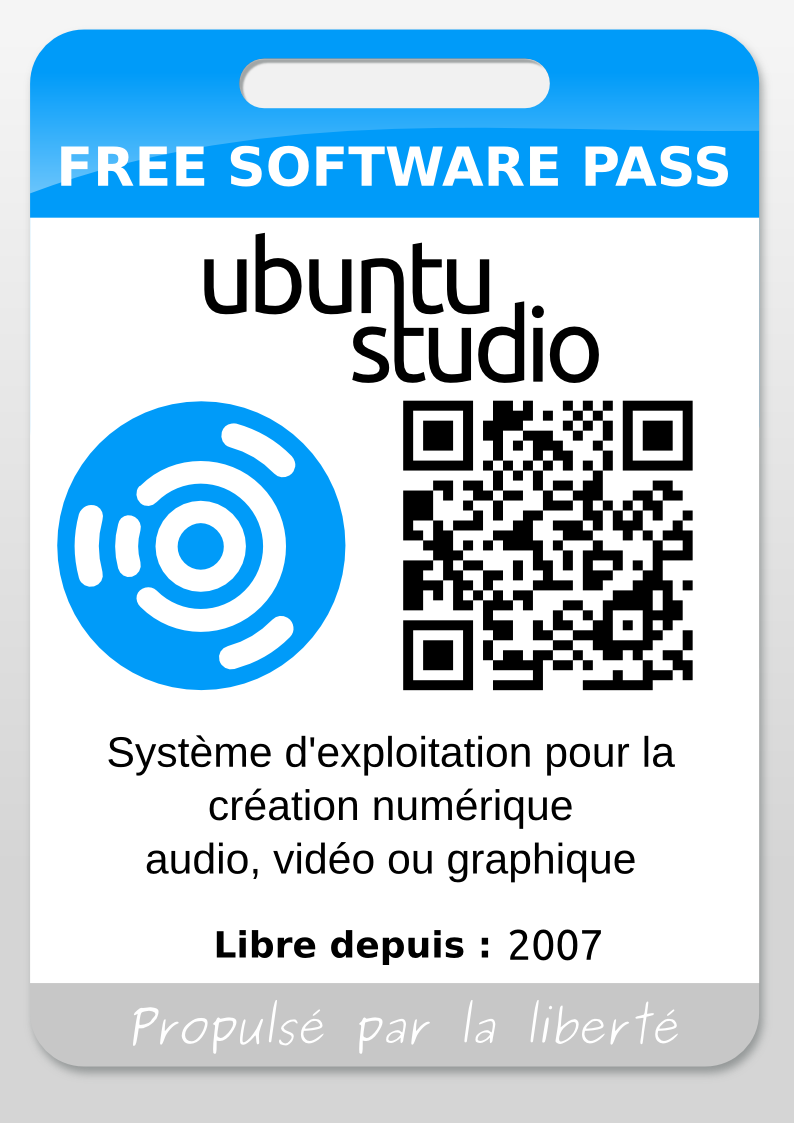 FREE SOFTWARE PASS
ubuntu
studio
Système d'exploitation pour la
création numérique
audio, vidéo ou graphique
Libre depuis : 2007
Propulsé par la liberté